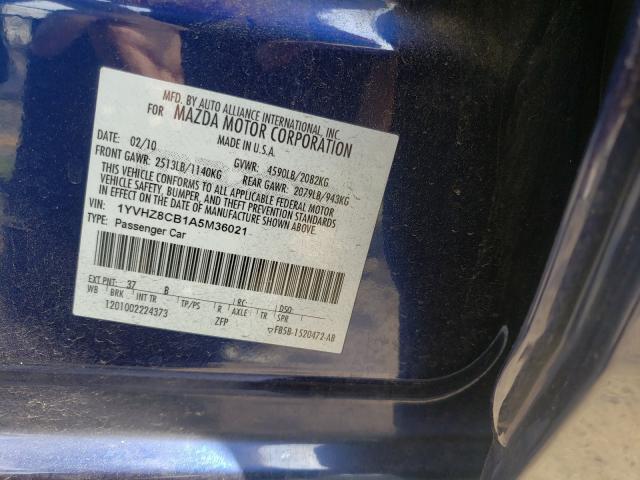 MFD. BY AUTO ALLIANCE INTERNATIONAL, INC.
FOR MAZDA MOTOR CORPORATION
MADE IN U.S.A.
DATE: 02/10 GVWR: 4590LB/2082KG
FRONT GAWR: 2513LB/1140KG REAR GAWR: 2079LB/943KG
THIS VEHICLE CONFORMS TO ALL APPLICABLE FEDERAL MOTOR
VEHICLE SAFETY, BUMPER, AND THEFT PREVENTION STANDARDS
IN EFFECT ON THE DATE OF MANUFACTURE SHOWN ABOVE.
VIN: 1YVHZ8CB1A5M36021
TYPE: Passenger Car
EXT PNT: 37 B RC: DSO:
WB BRK INT TR TP/PS R AXLE TR SPR
1201002224373 ZFP ▽FB5B-1520472-AB